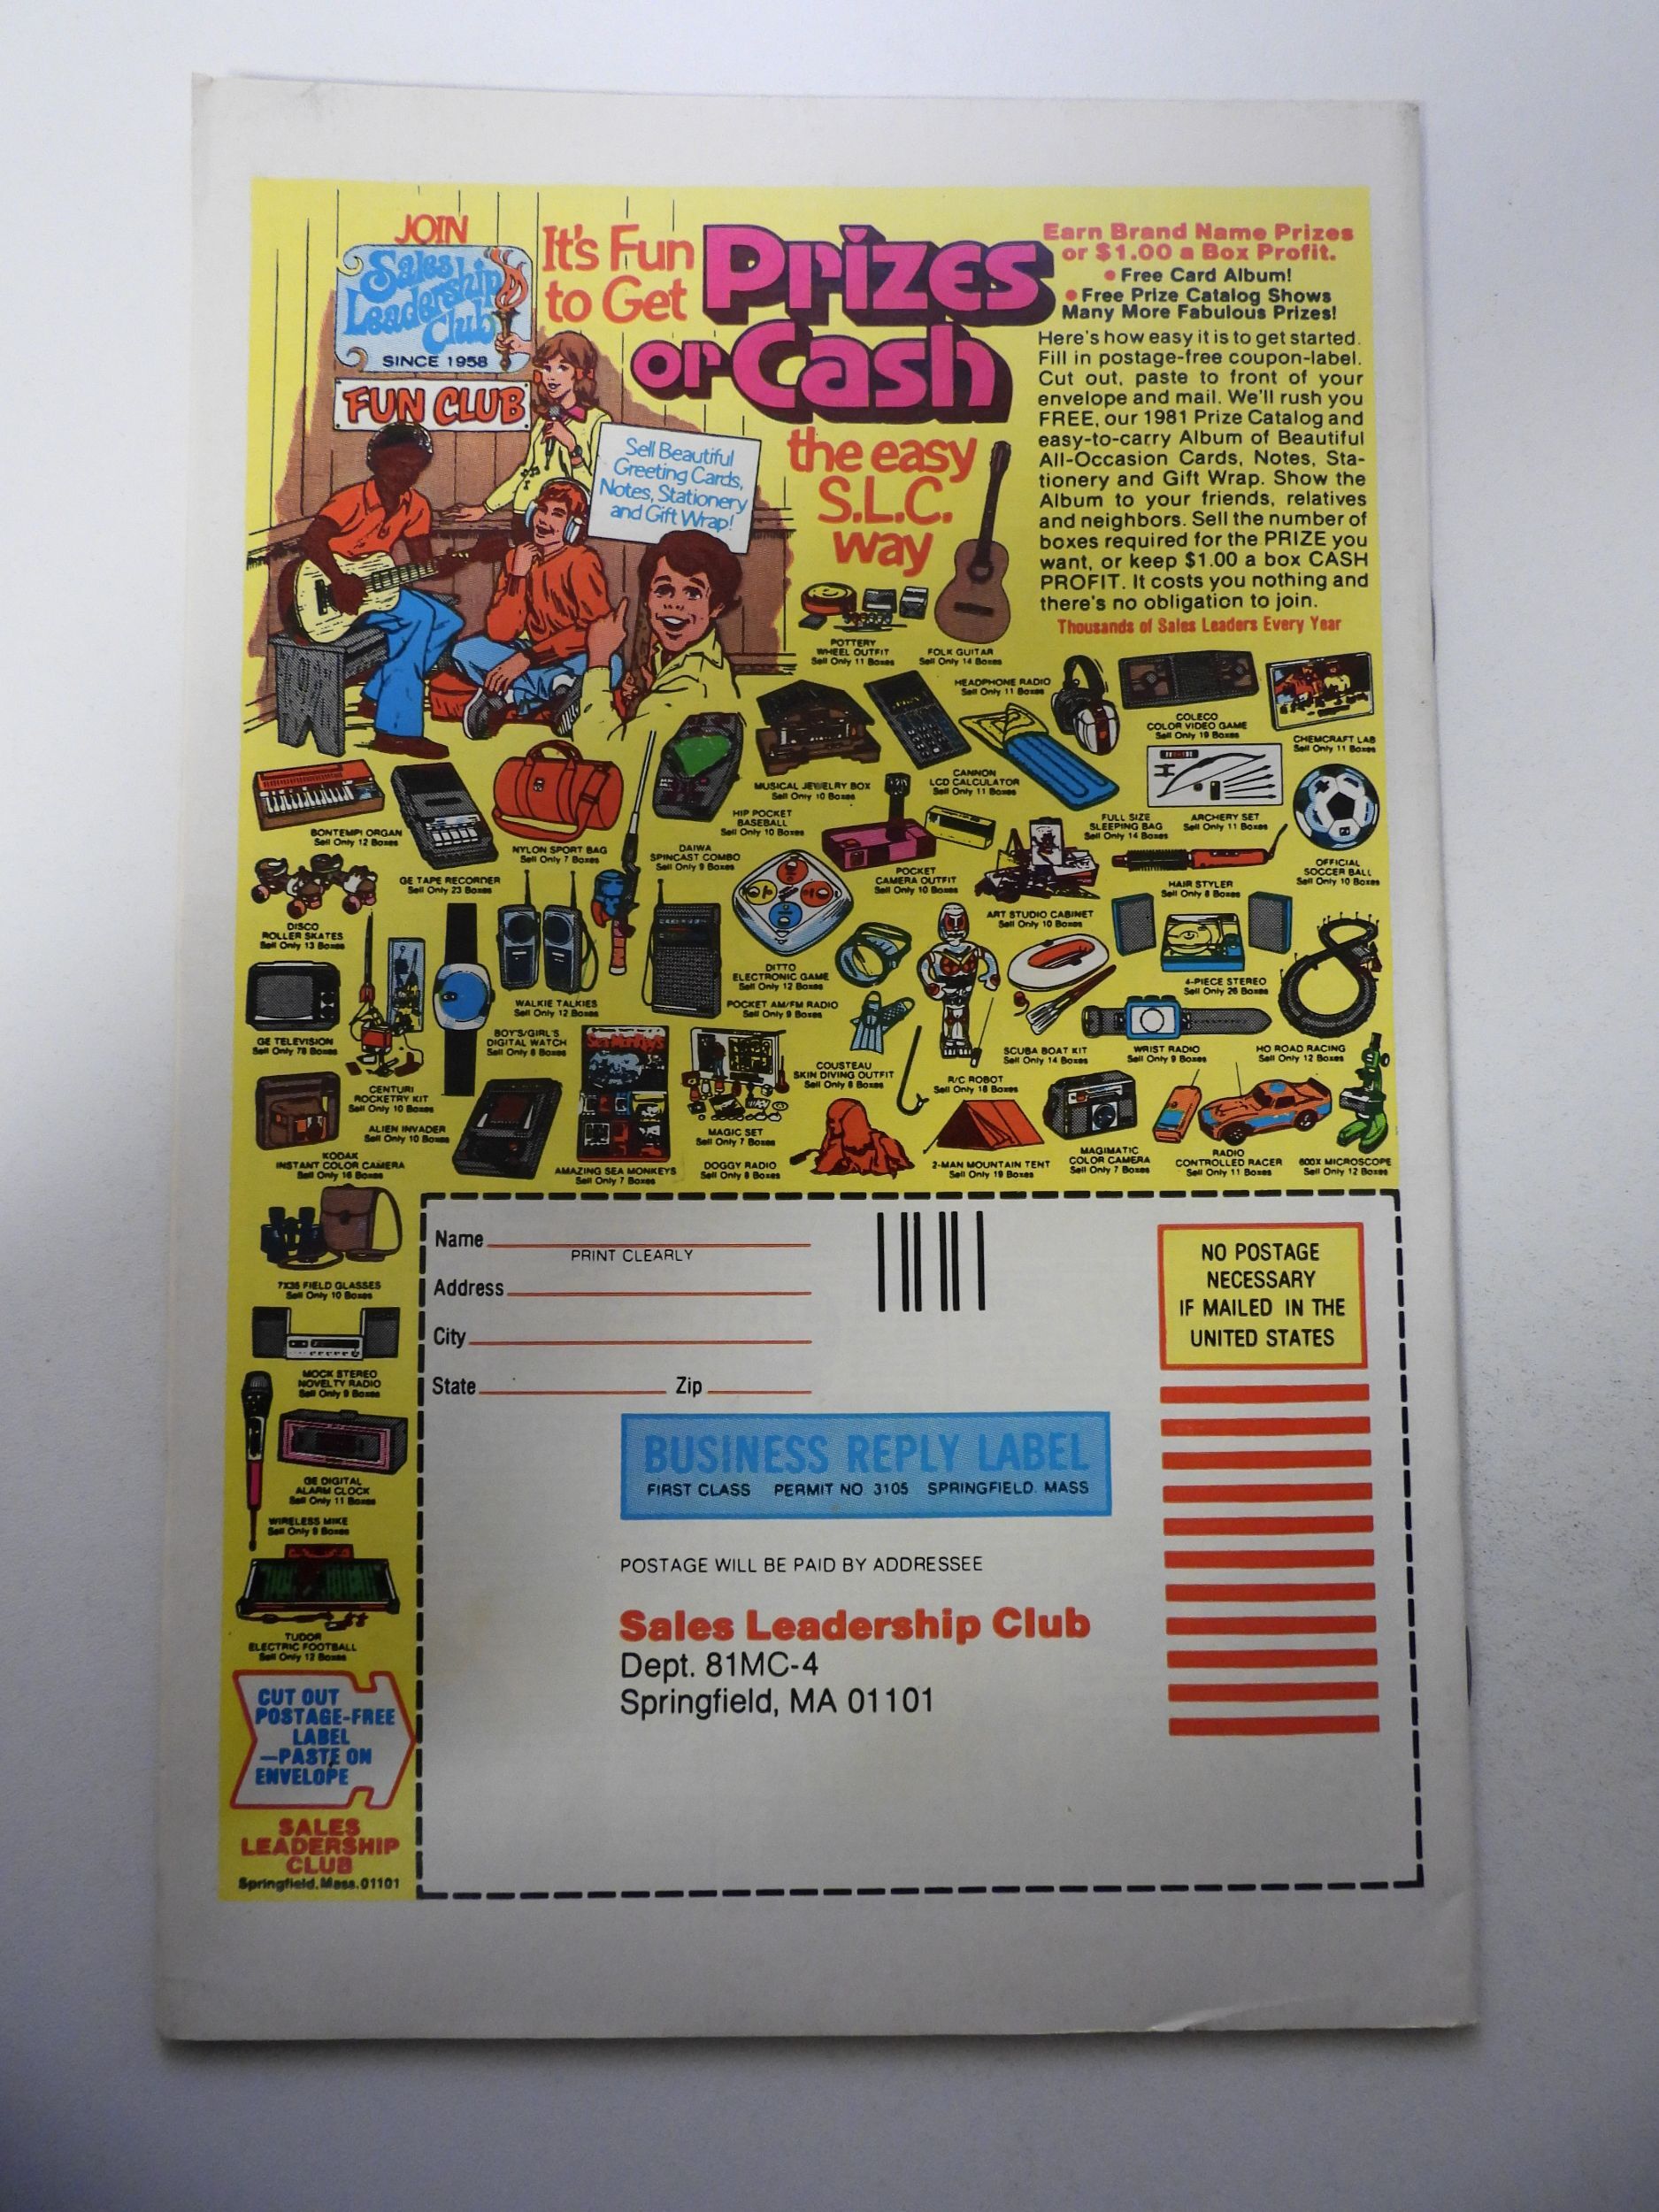 JOIN
Sales
Leadership
Club
SINCE 1958
FUN CLUB
It's Fun
to Get
Prizes
or Cash
the easy
S.L.C.
way
Sell Beautiful
Greeting Cards,
Notes, Stationery
and Gift Wrap!
Earn Brand Name Prizes
or $1.00 a Box Profit.
• Free Card Album!
• Free Prize Catalog Shows
Many More Fabulous Prizes!
Here's how easy it is to get started.
Fill in postage-free coupon-label.
Cut out, paste to front of your
envelope and mail. We'll rush you
FREE, our 1981 Prize Catalog and
easy-to-carry Album of Beautiful
All-Occasion Cards, Notes, Sta-
tionery and Gift Wrap. Show the
Album to your friends, relatives
and neighbors. Sell the number of
boxes required for the PRIZE you
want, or keep $1.00 a box CASH
PROFIT. It costs you nothing and
there's no obligation to join.
Thousands of Sales Leaders Every Year
POTTERY
WHEEL OUTFIT
Sell Only 11 Boxes
FOLK GUITAR
Sell Only 14 Boxes
HEADPHONE RADIO
Sell Only 11 Boxes
COLECO
COLOR VIDEO GAME
Sell Only 19 Boxes
CHEMCRAFT LAB
Sell Only 11 Boxes
MUSICAL JEWELRY BOX
Sell Only 10 Boxes
CANNON
LCD CALCULATOR
Sell Only 11 Boxes
HIP POCKET
BASEBALL
Sell Only 10 Boxes
FULL SIZE
SLEEPING BAG
Sell Only 14 Boxes
ARCHERY SET
Sell Only 11 Boxes
BONTEMPI ORGAN
Sell Only 12 Boxes
NYLON SPORT BAG
Sell Only 7 Boxes
DAIWA
SPINCAST COMBO
Sell Only 9 Boxes
POCKET
CAMERA OUTFIT
Sell Only 10 Boxes
HAIR STYLER
Sell Only 8 Boxes
OFFICIAL
SOCCER BALL
Sell Only 10 Boxes
GE TAPE RECORDER
Sell Only 23 Boxes
DISCO
ROLLER SKATES
Sell Only 13 Boxes
ART STUDIO CABINET
Sell Only 10 Boxes
DITTO
ELECTRONIC GAME
Sell Only 12 Boxes
4-PIECE STEREO
Sell Only 26 Boxes
WALKIE TALKIES
Sell Only 12 Boxes
POCKET AM/FM RADIO
Sell Only 9 Boxes
GE TELEVISION
Sell Only 78 Boxes
BOY'S/GIRL'S
DIGITAL WATCH
Sell Only 8 Boxes
Sea-Monkeys
COUSTEAU
SKIN DIVING OUTFIT
Sell Only 8 Boxes
R/C ROBOT
Sell Only 18 Boxes
SCUBA BOAT KIT
Sell Only 14 Boxes
WRIST RADIO
Sell Only 9 Boxes
HO ROAD RACING
Sell Only 12 Boxes
CENTURI
ROCKETRY KIT
Sell Only 10 Boxes
ALIEN INVADER
Sell Only 10 Boxes
MAGIC SET
Sell Only 7 Boxes
KODAK
INSTANT COLOR CAMERA
Sell Only 16 Boxes
AMAZING SEA MONKEYS
Sell Only 7 Boxes
DOGGY RADIO
Sell Only 8 Boxes
2-MAN MOUNTAIN TENT
Sell Only 19 Boxes
MAGIMATIC
COLOR CAMERA
Sell Only 7 Boxes
RADIO
CONTROLLED RACER
Sell Only 11 Boxes
600X MICROSCOPE
Sell Only 12 Boxes
7X35 FIELD GLASSES
Sell Only 10 Boxes
MOCK STEREO
NOVELTY RADIO
Sell Only 9 Boxes
GE DIGITAL
ALARM CLOCK
Sell Only 11 Boxes
WIRELESS MIKE
Sell Only 9 Boxes
TUDOR
ELECTRIC FOOTBALL
Sell Only 12 Boxes
CUT OUT
POSTAGE-FREE
LABEL
—PASTE ON
ENVELOPE
SALES
LEADERSHIP
CLUB
Springfield, Mass. 01101
Name
PRINT CLEARLY
Address
City
State Zip
NO POSTAGE
NECESSARY
IF MAILED IN THE
UNITED STATES
BUSINESS REPLY LABEL
FIRST CLASS PERMIT NO. 3105 SPRINGFIELD, MASS
POSTAGE WILL BE PAID BY ADDRESSEE
Sales Leadership Club
Dept. 81MC-4
Springfield, MA 01101